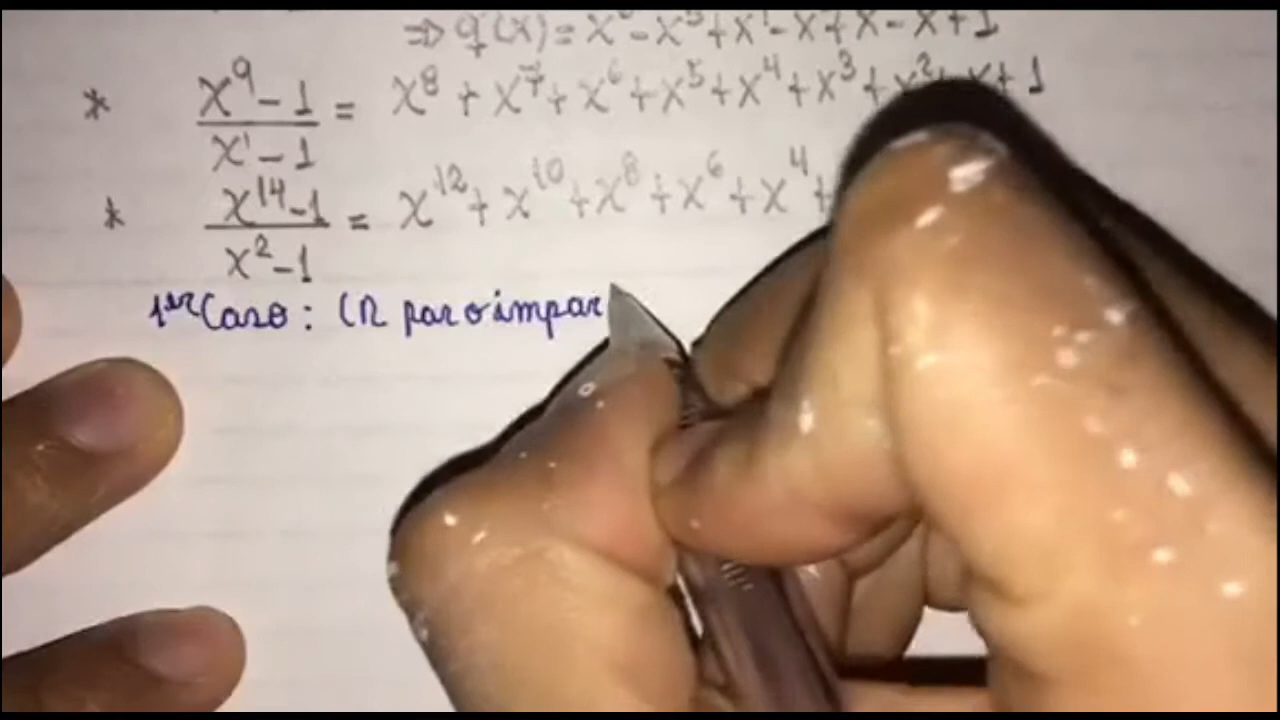 ⇒ q(x) = x⁶ - x⁵ + x⁴ - x³ + x² - x + 1
* x⁹ - 1 / x¹ - 1 = x⁸ + x⁷ + x⁶ + x⁵ + x⁴ + x³ + x² + x + 1
* x¹⁴ - 1 / x² - 1 = x¹² + x¹⁰ + x⁸ + x⁶ + x⁴ +
1er Caso : (n par o impar